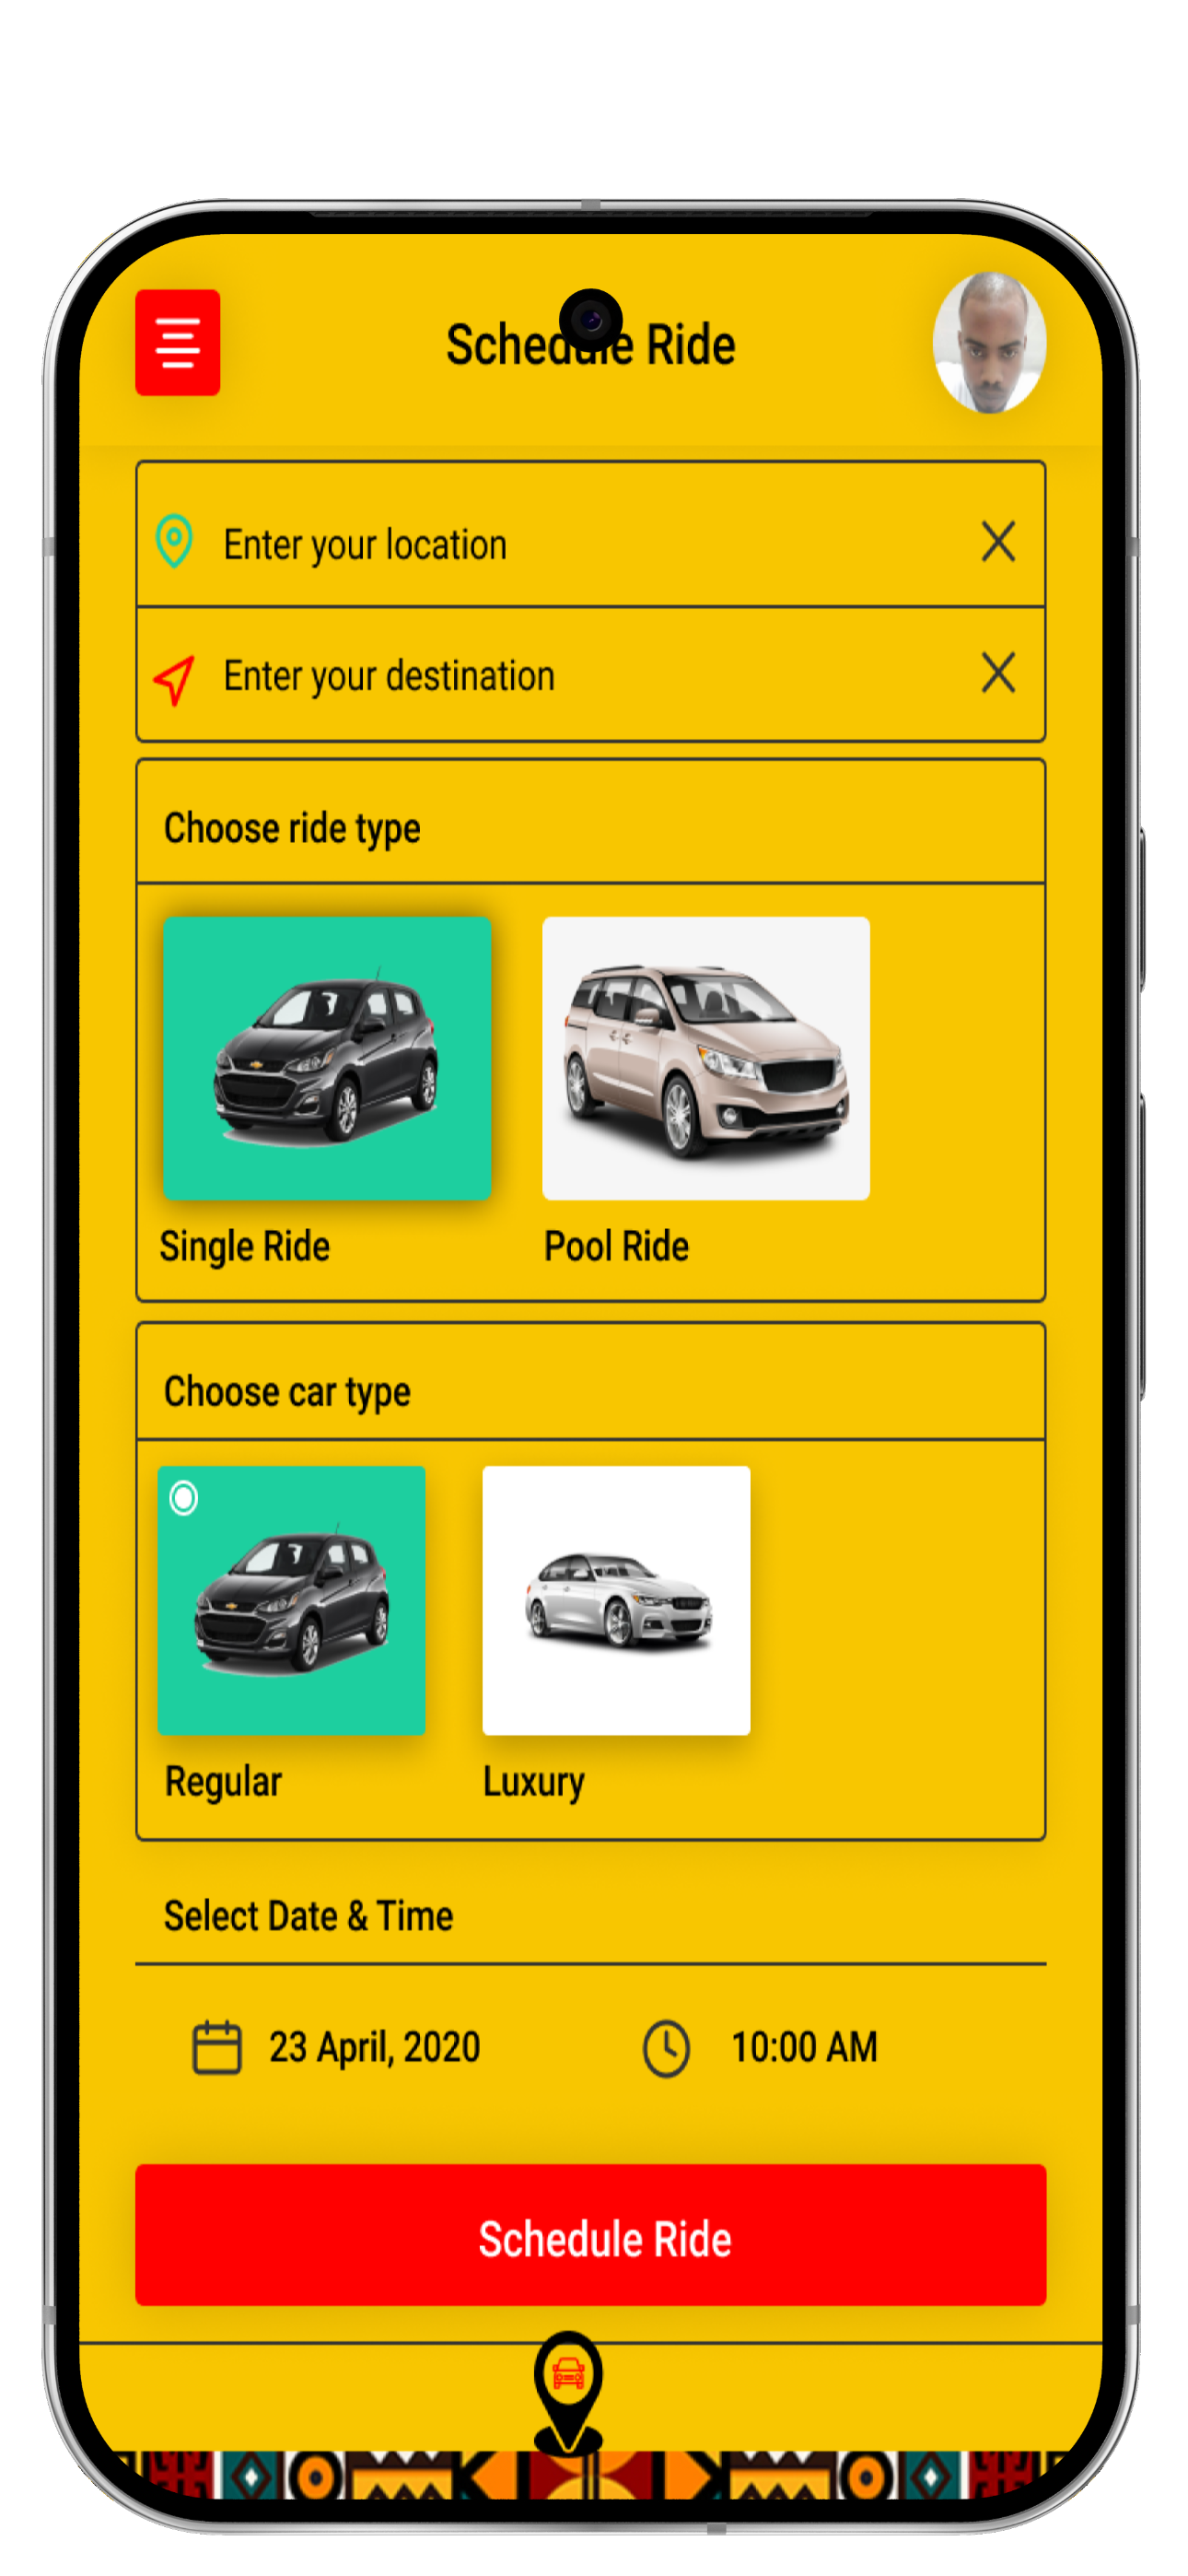 Schedule Ride
Enter your location
Enter your destination
Choose ride type
Single Ride Pool Ride
Choose car type
Regular Luxury
Select Date & Time
23 April, 2020 10:00 AM
Schedule Ride